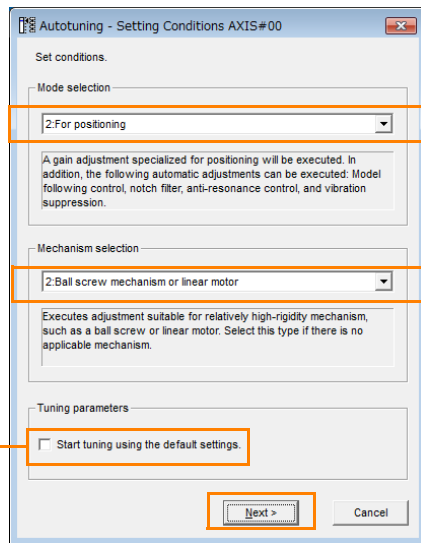 Autotuning - Setting Conditions AXIS#00
Set conditions.
Mode selection
2:For positioning
A gain adjustment specialized for positioning will be executed. In
addition, the following automatic adjustments can be executed: Model
following control, notch filter, anti-resonance control, and vibration
suppression.
Mechanism selection
2:Ball screw mechanism or linear motor
Executes adjustment suitable for relatively high-rigidity mechanism,
such as a ball screw or linear motor. Select this type if there is no
applicable mechanism.
Tuning parameters
Start tuning using the default settings.
Next >
Cancel